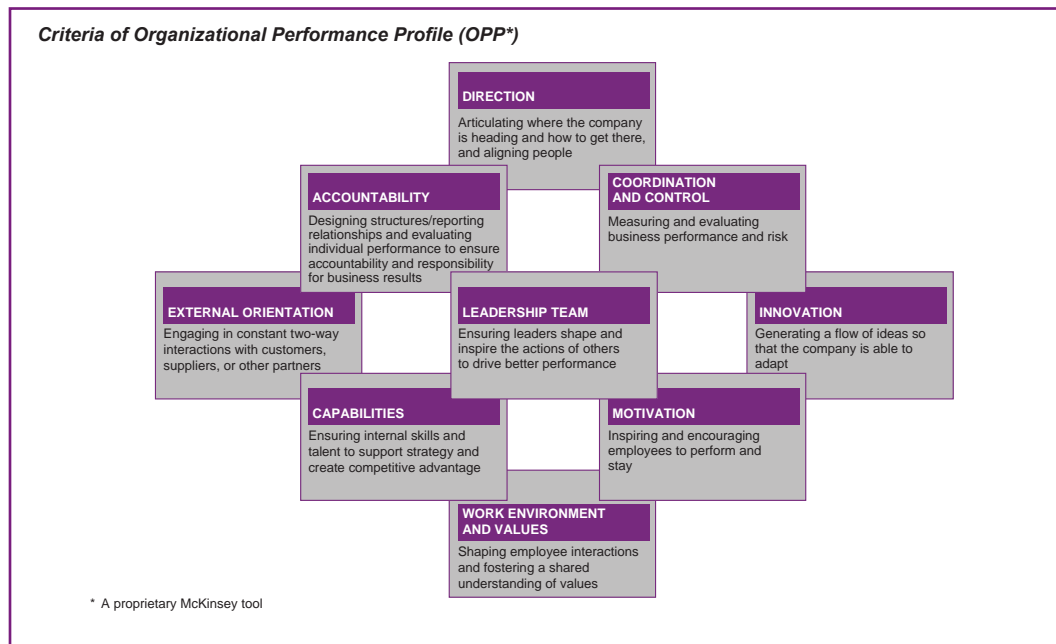 Criteria of Organizational Performance Profile (OPP*)
DIRECTION
Articulating where the company
is heading and how to get there,
and aligning people
ACCOUNTABILITY
Designing structures/reporting
relationships and evaluating
individual performance to ensure
accountability and responsibility
for business results
COORDINATION
AND CONTROL
Measuring and evaluating
business performance and risk
EXTERNAL ORIENTATION
Engaging in constant two-way
interactions with customers,
suppliers, or other partners
LEADERSHIP TEAM
Ensuring leaders shape and
inspire the actions of others
to drive better performance
INNOVATION
Generating a flow of ideas so
that the company is able to
adapt
CAPABILITIES
Ensuring internal skills and
talent to support strategy and
create competitive advantage
MOTIVATION
Inspiring and encouraging
employees to perform and
stay
WORK ENVIRONMENT
AND VALUES
Shaping employee interactions
and fostering a shared
understanding of values
* A proprietary McKinsey tool